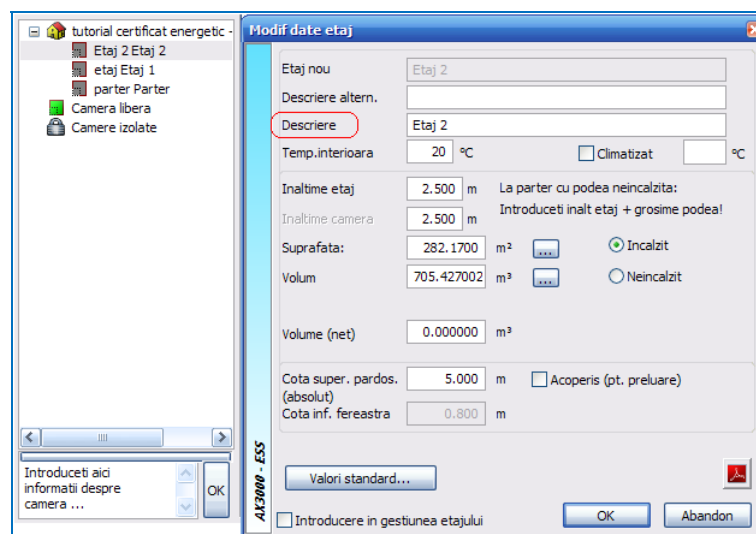 tutorial certificat energetic -
Etaj 2 Etaj 2
etaj Etaj 1
parter Parter
Camera libera
Camere izolate
Introduceti aici
informatii despre
camera ...
OK
Modif date etaj
Etaj nou Etaj 2
Descriere altern.
Descriere Etaj 2
Temp.interioara 20 ºC Climatizat ºC
Inaltime etaj 2.500 m La parter cu podea neincalzita:
Inaltime camera 2.500 m Introduceti inalt etaj + grosime podea!
Suprafata: 282.1700 m² ... Incalzit
Volum 705.427002 m³ ... Neincalzit
Volume (net) 0.000000 m³
Cota super. pardos. 5.000 m Acoperis (pt. preluare)
(absolut)
Cota inf. fereastra 0.800 m
Valori standard...
Introducere in gestiunea etajului OK Abandon
AX3000 - ESS